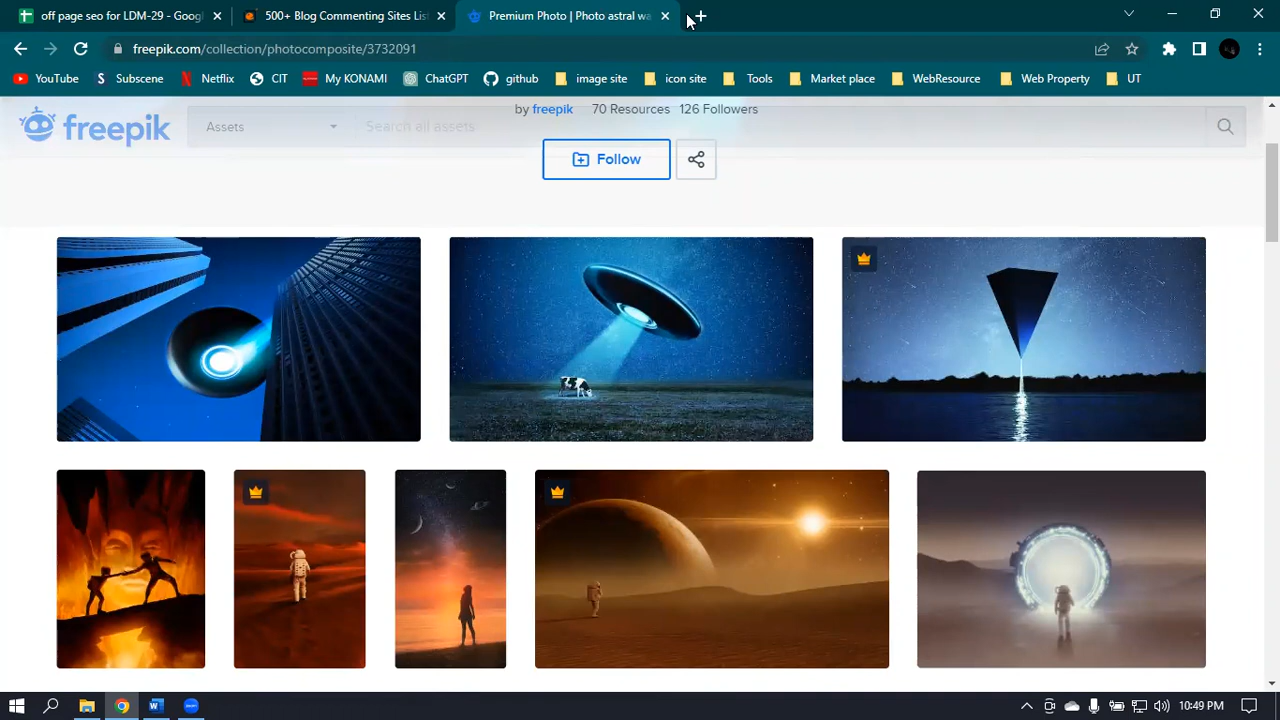 off page seo for LDM-29 - Googl
500+ Blog Commenting Sites List
Premium Photo | Photo astral wa
freepik.com/collection/photocomposite/3732091
YouTube
Subscene
Netflix
CIT
My KONAMI
ChatGPT
github
image site
icon site
Tools
Market place
WebResource
Web Property
UT
by freepik 70 Resources 126 Followers
freepik
Assets
Search all assets
Follow
10:49 PM